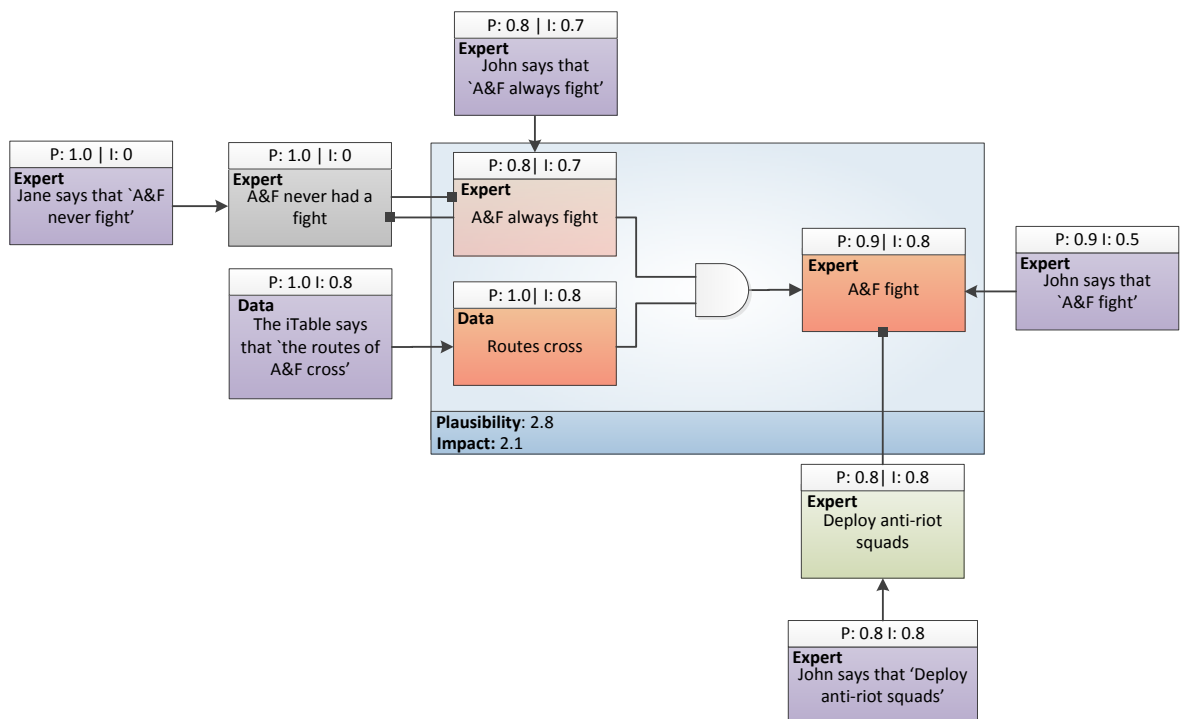 P: 0.8 | I: 0.7
Expert
John says that
`A&F always fight’
P: 1.0 | I: 0
Expert
Jane says that `A&F
never fight’
P: 1.0 | I: 0
Expert
A&F never had a
fight
P: 0.8| I: 0.7
Expert
A&F always fight
P: 1.0 I: 0.8
Data
The iTable says
that `the routes of
A&F cross’
P: 1.0| I: 0.8
Data
Routes cross
P: 0.9| I: 0.8
Expert
A&F fight
P: 0.9 I: 0.5
Expert
John says that
`A&F fight’
Plausibility: 2.8
Impact: 2.1
P: 0.8| I: 0.8
Expert
Deploy anti-riot
squads
P: 0.8 I: 0.8
Expert
John says that ‘Deploy
anti-riot squads’